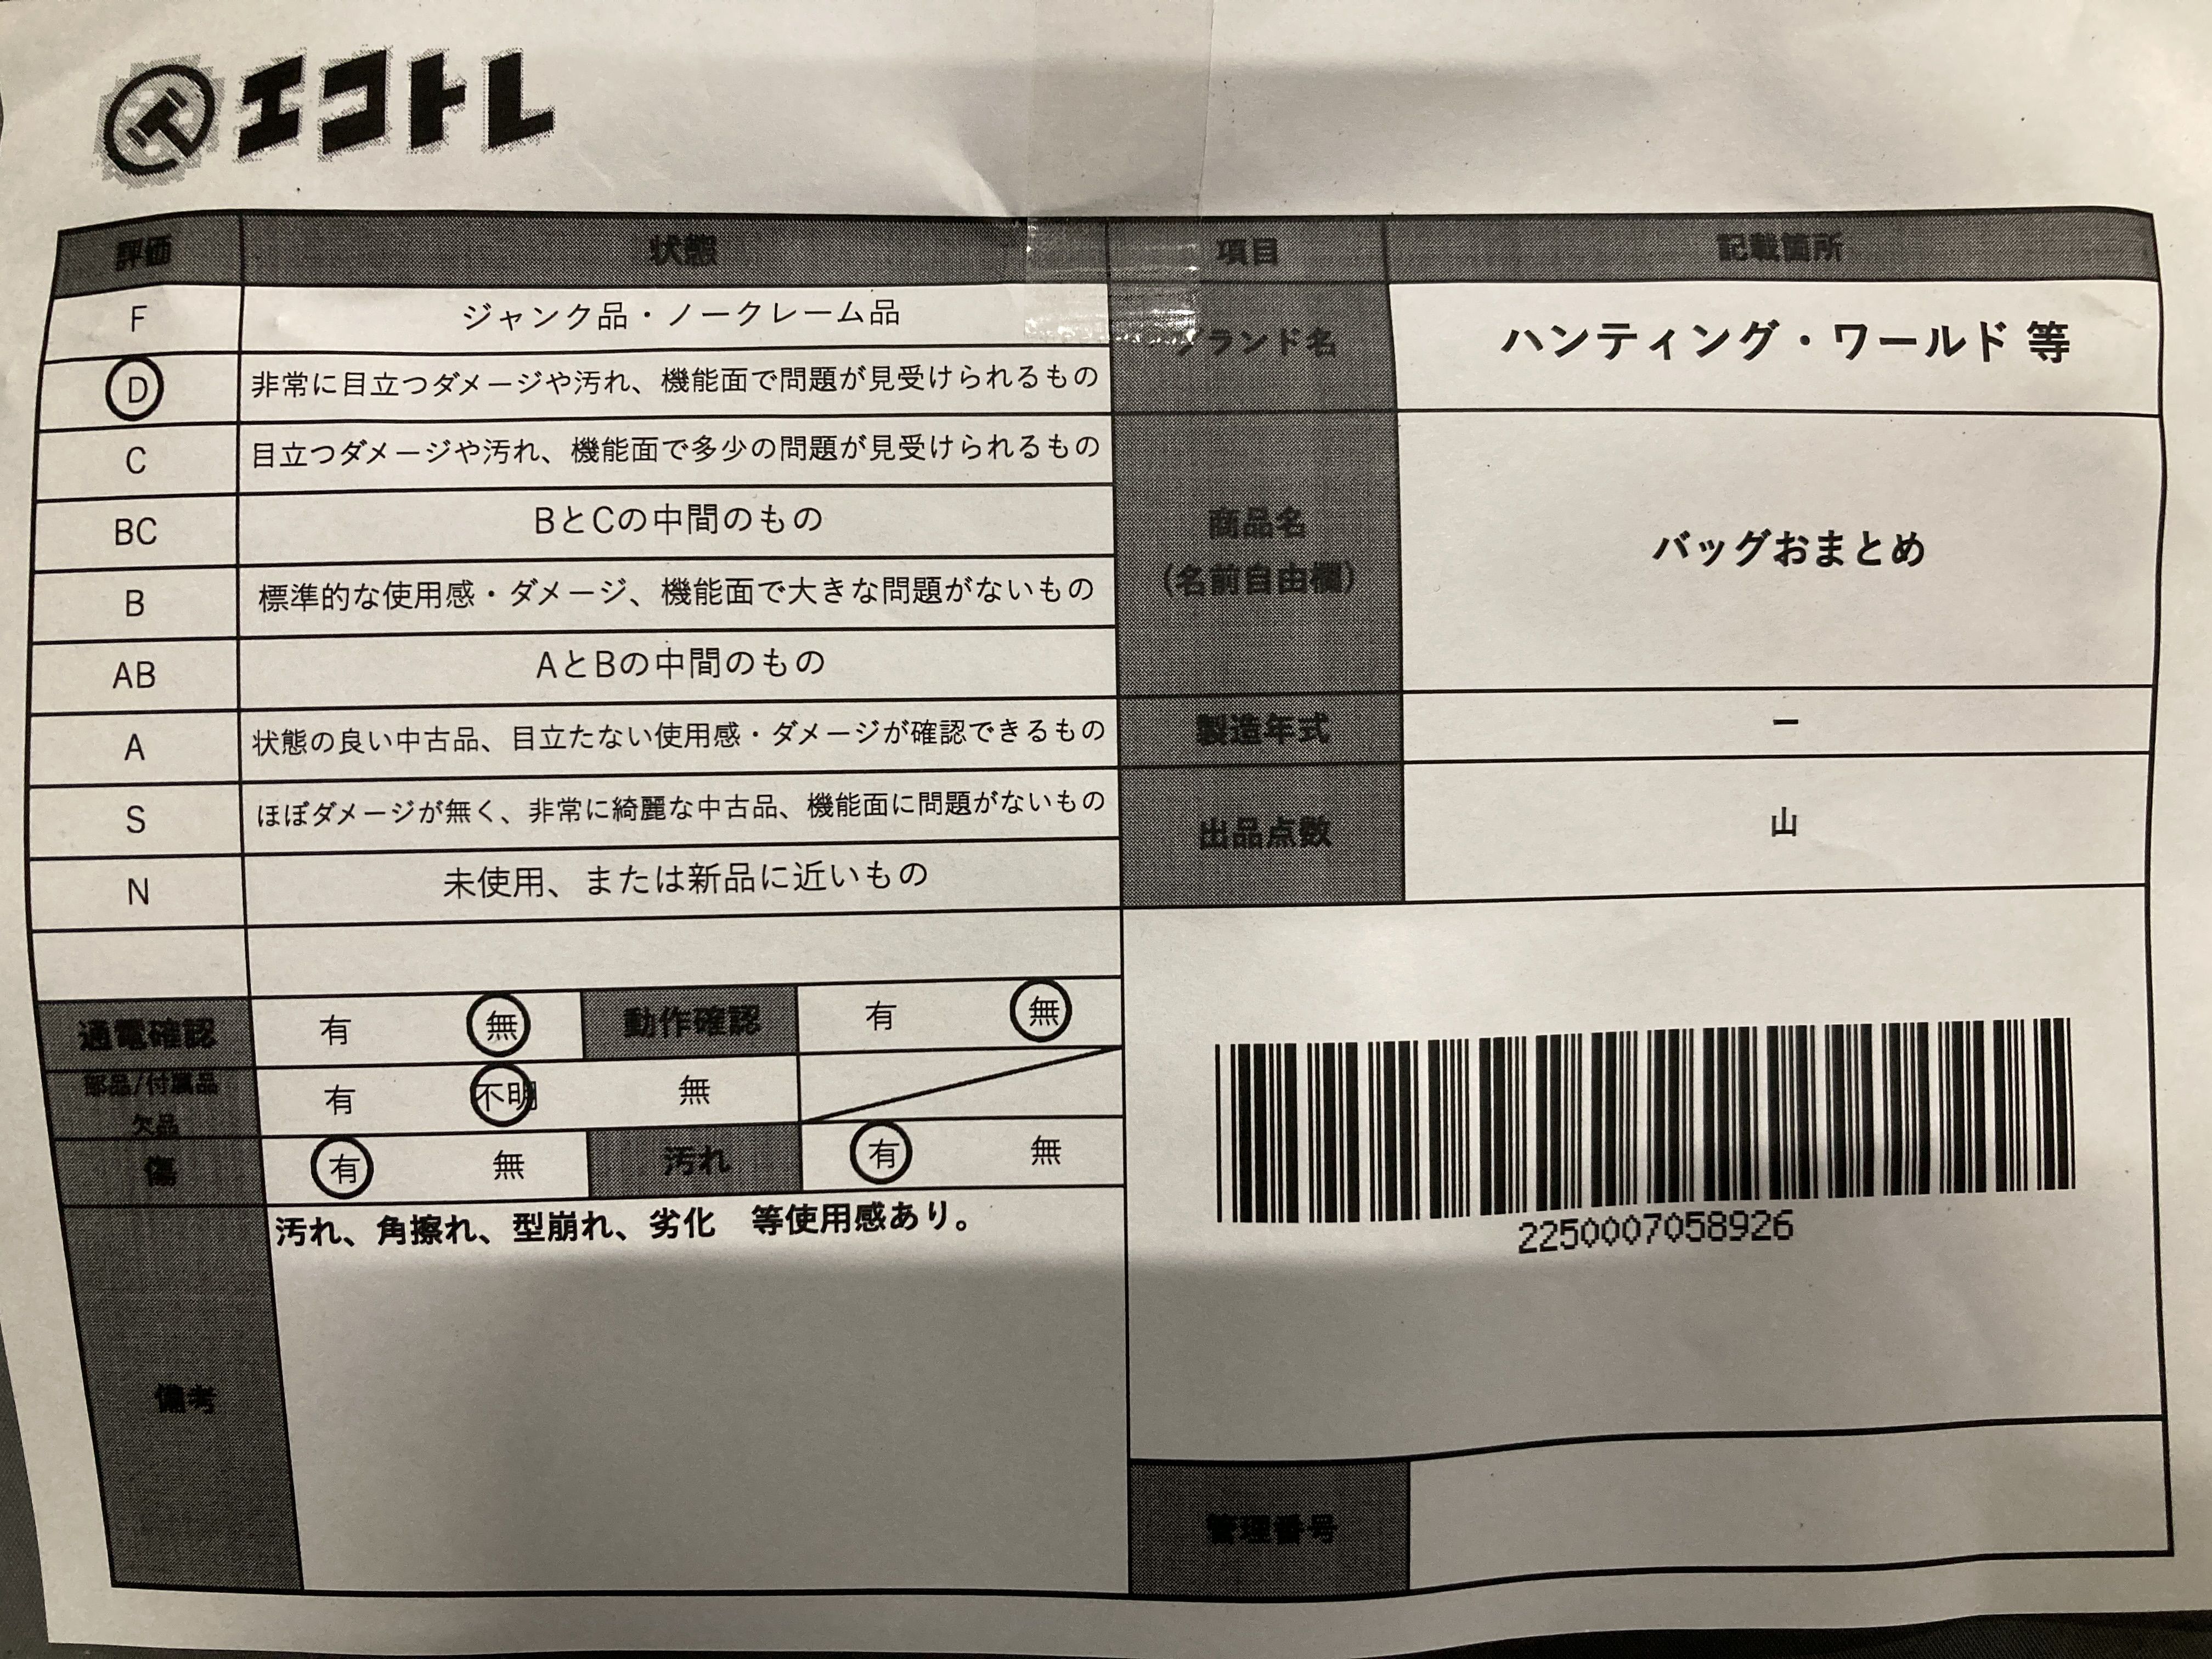 エコトレ
評価 状態 項目 記載箇所
F ジャンク品・ノークレーム品
D 非常に目立つダメージや汚れ、機能面で問題が見受けられるもの
C 目立つダメージや汚れ、機能面で多少の問題が見受けられるもの
BC BとCの中間のもの
B 標準的な使用感・ダメージ、機能面で大きな問題がないもの
AB AとBの中間のもの
A 状態の良い中古品、目立たない使用感・ダメージが確認できるもの
S ほぼダメージが無く、非常に綺麗な中古品、機能面に問題がないもの
N 未使用、または新品に近いもの
ブランド名 ハンティング・ワールド 等
商品名
(名前自由欄)
バッグおまとめ
製造年式 ー
出品点数 山
通電確認 有 無 動作確認 有 無
部品/付属品
欠品
有 不明 無
傷 有 無 汚れ 有 無
備考
汚れ、角擦れ、型崩れ、劣化 等使用感あり。
2250007058926
管理番号